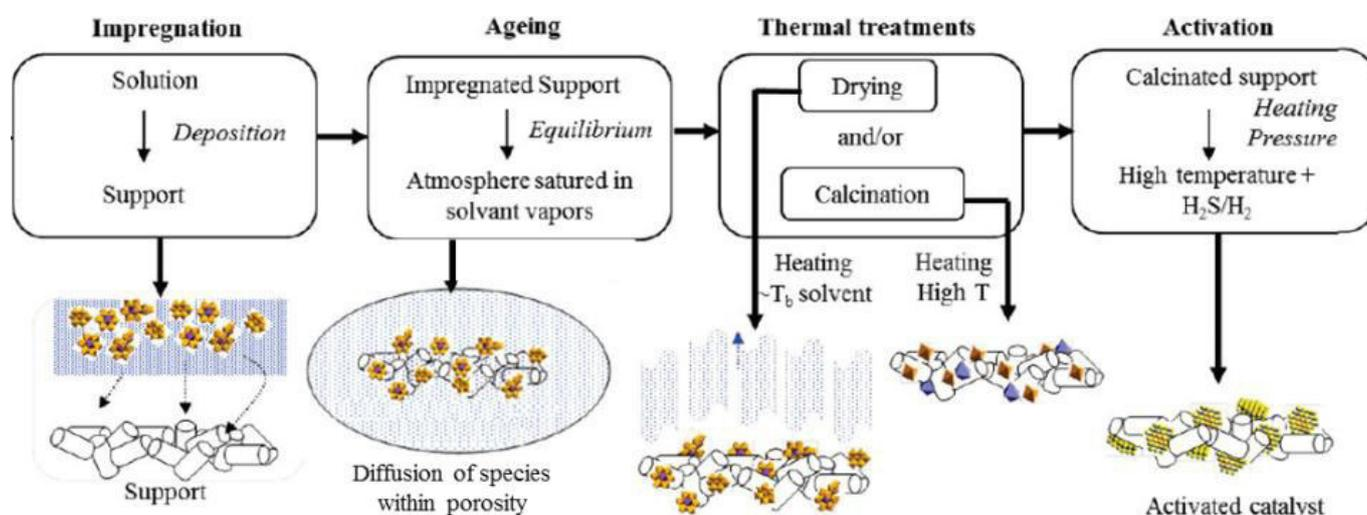 Impregnation
Solution
Deposition
Support
Support
Ageing
Impregnated Support
Equilibrium
Atmosphere satured in
solvant vapors
Diffusion of species
within porosity
Thermal treatments
Drying
and/or
Calcination
Heating
~Tb solvent
Heating
High T
Activation
Calcinated support
Heating
Pressure
High temperature +
H2S/H2
Activated catalyst